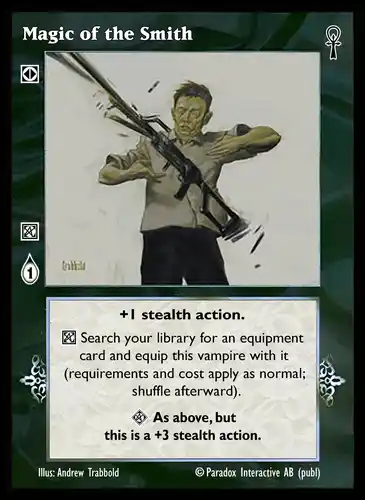 Magic of the Smith
Trabbold
1
+1 stealth action.
Search your library for an equipment
card and equip this vampire with it
(requirements and cost apply as normal;
shuffle afterward).
As above, but
this is a +3 stealth action.
Illus: Andrew Trabbold
© Paradox Interactive AB (publ)